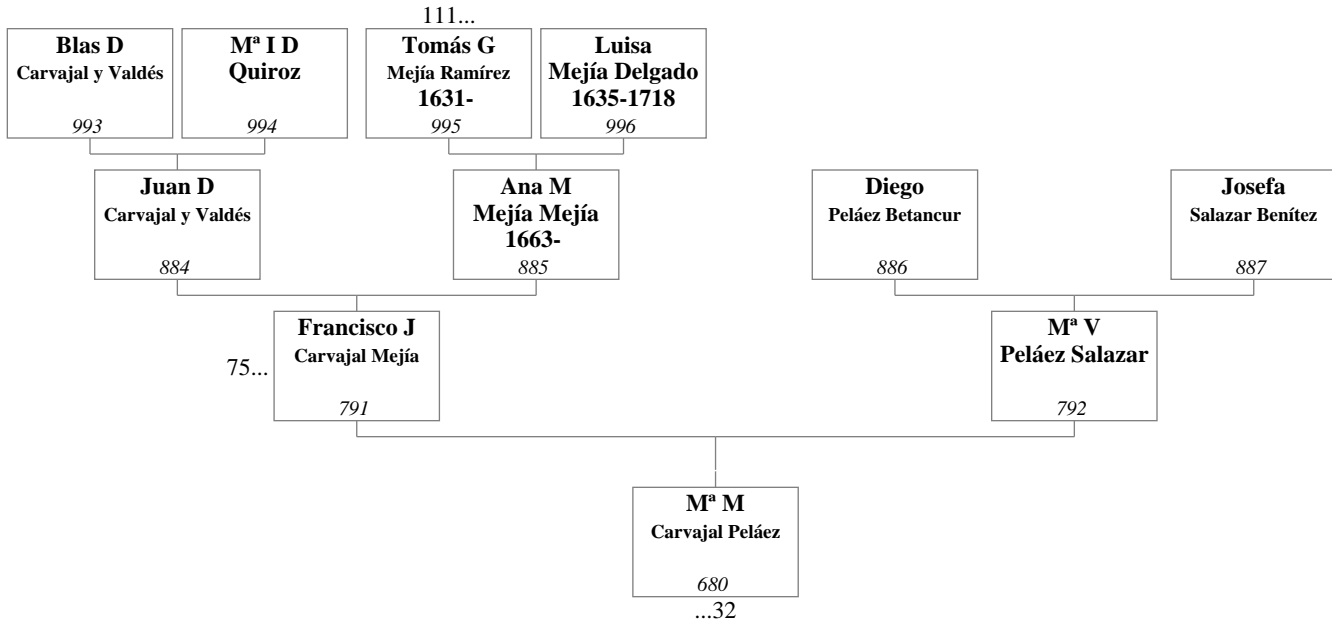 111...
Blas D
Carvajal y Valdés
993
Mª I D
Quiroz
994
Tomás G
Mejía Ramírez
1631-
995
Luisa
Mejía Delgado
1635-1718
996
Juan D
Carvajal y Valdés
884
Ana M
Mejía Mejía
1663-
885
Diego
Peláez Betancur
886
Josefa
Salazar Benítez
887
75...
Francisco J
Carvajal Mejía
791
Mª V
Peláez Salazar
792
Mª M
Carvajal Peláez
680
...32